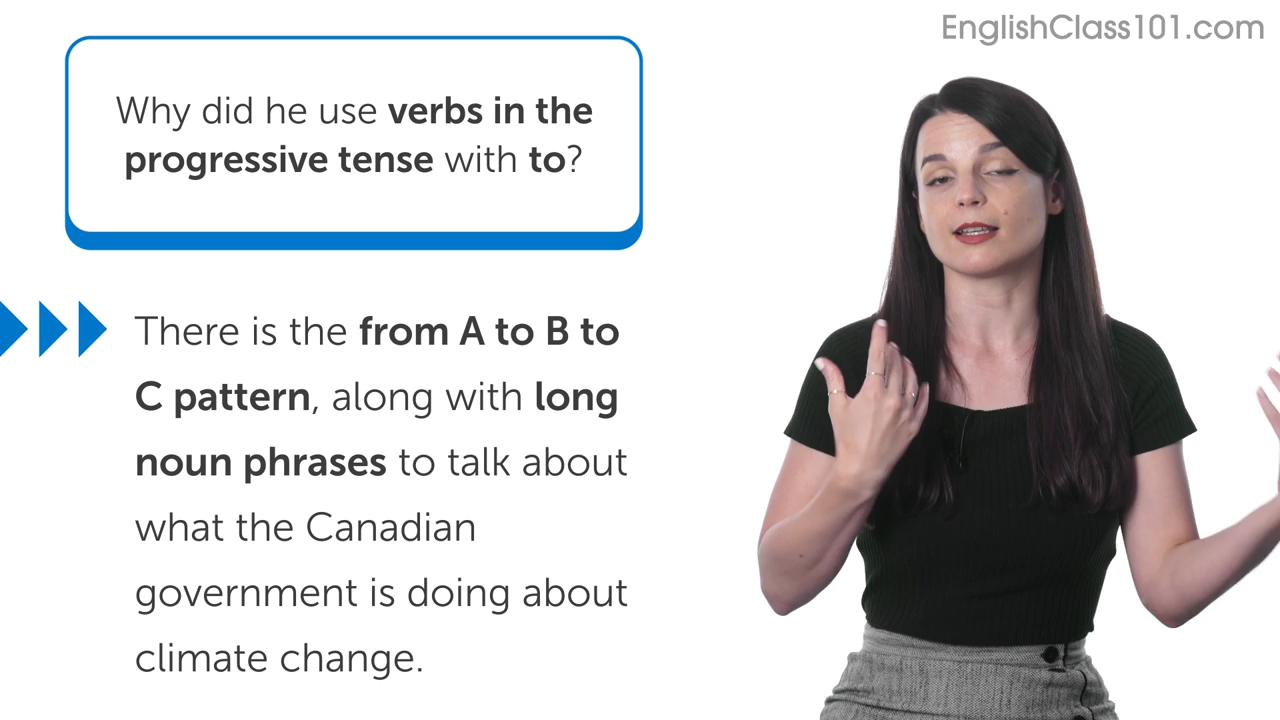 EnglishClass101.com
Why did he use verbs in the
progressive tense with to?
There is the from A to B to
C pattern, along with long
noun phrases to talk about
what the Canadian
government is doing about
climate change.